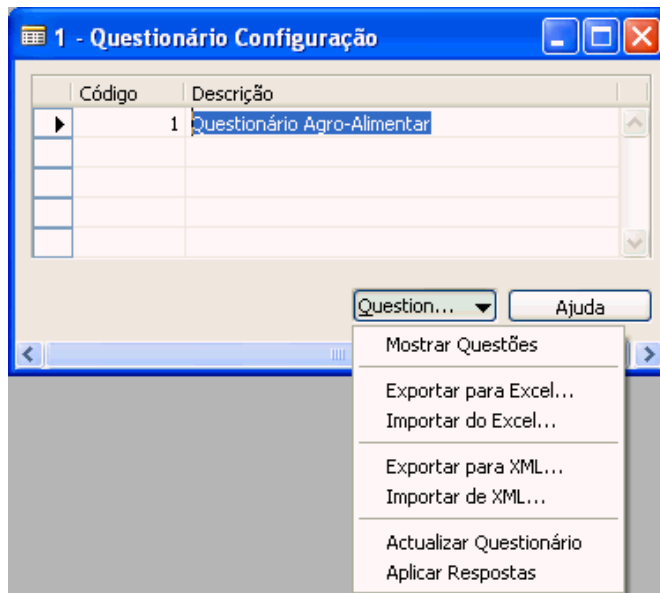 1 - Questionário Configuração
Código Descrição
1 Questionário Agro-Alimentar
Question... Ajuda
Mostrar Questões
Exportar para Excel...
Importar do Excel...
Exportar para XML...
Importar de XML...
Actualizar Questionário
Aplicar Respostas